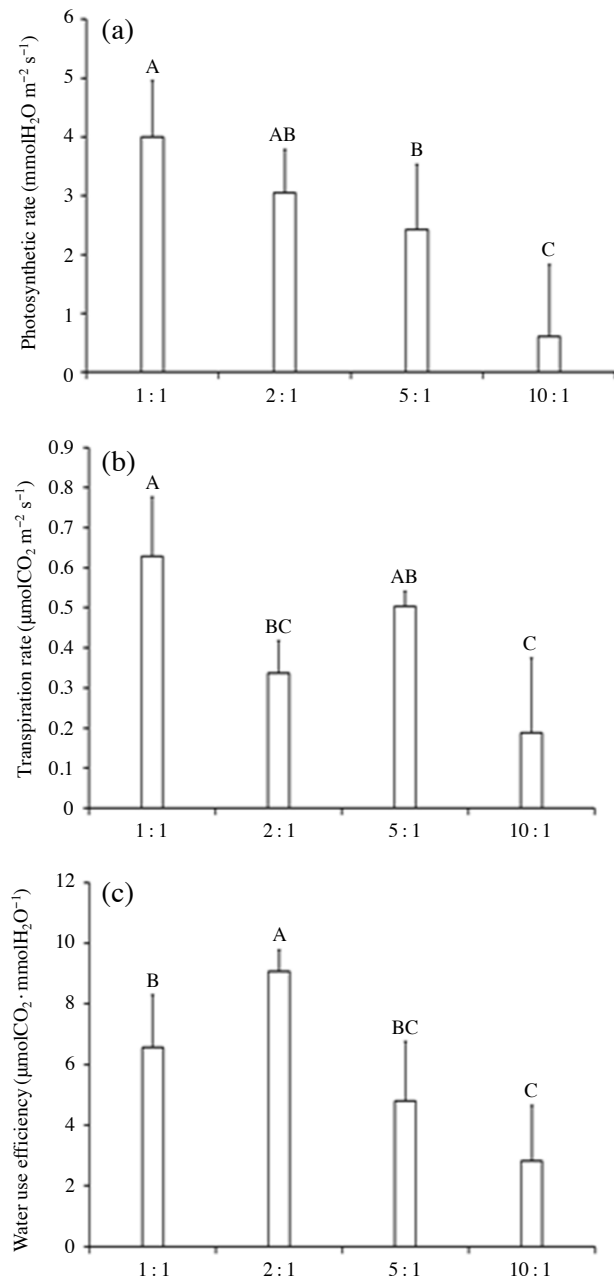 (a)
Photosynthetic rate (mmolH₂O m⁻² s⁻¹)
6
5
4
3
2
1
0
A
AB
B
C
1 : 1 2 : 1 5 : 1 10 : 1
(b)
Transpiration rate (μmolCO₂ m⁻² s⁻¹)
0.9
0.8
0.7
0.6
0.5
0.4
0.3
0.2
0.1
0
A
BC
AB
C
1 : 1 2 : 1 5 : 1 10 : 1
(c)
Water use efficiency (μmolCO₂ · mmolH₂O⁻¹)
12
10
8
6
4
2
0
B
A
BC
C
1 : 1 2 : 1 5 : 1 10 : 1